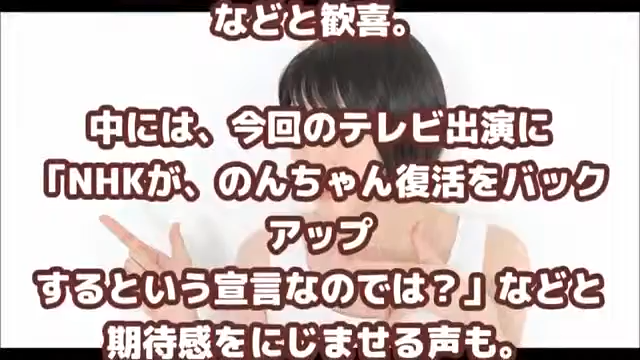 などと歓喜。
中には、今回のテレビ出演に
「NHKが、のんちゃん復活をバック
アップ
するという宣言なのでは？」などと
期待感をにじませる声も。